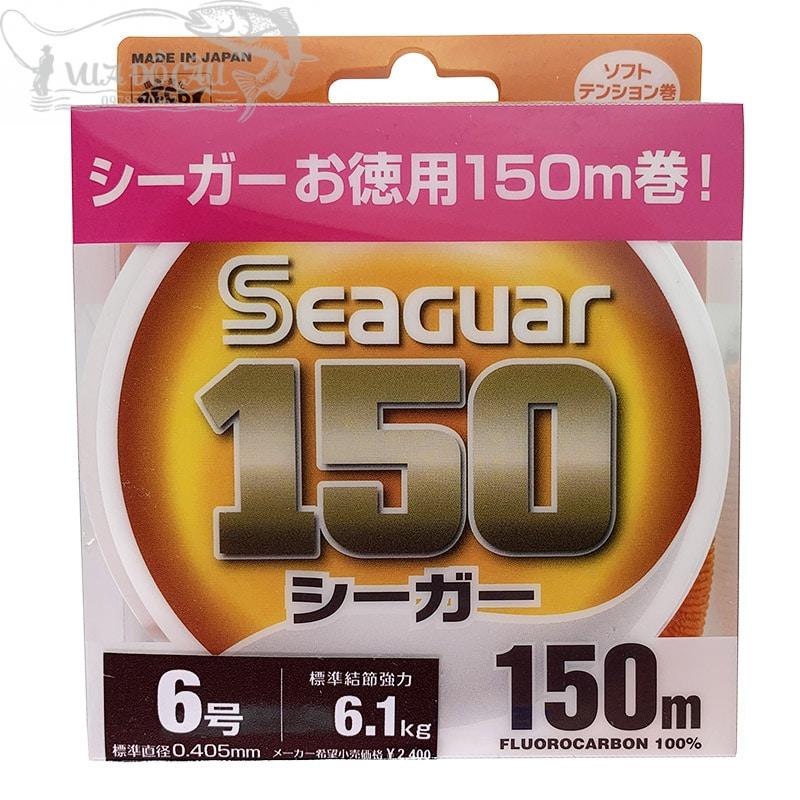 VUA ĐỒ CÂU
MADE IN JAPAN
ソフト
テンション巻
シーガーお徳用150m巻!
Seaguar
150
シーガー
6号
標準直径0.405mm
標準結節強力
6.1kg
メーカー希望小売価格 ¥2,400
150m
FLUOROCARBON 100%